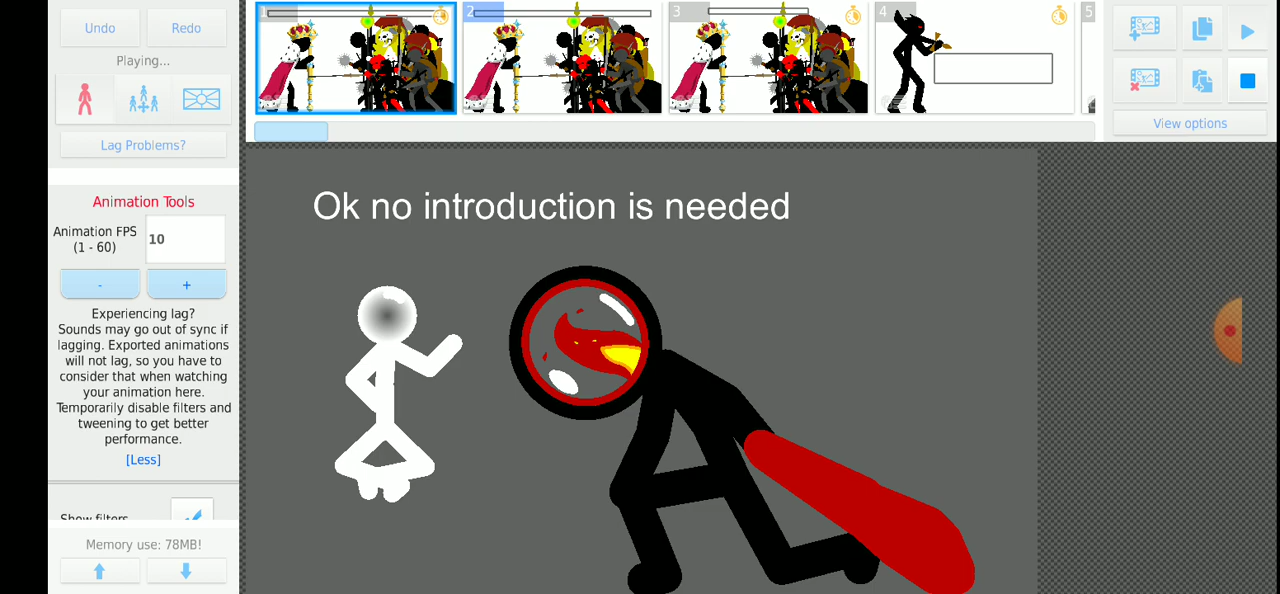 Undo
Redo
Playing...
Lag Problems?
Animation Tools
Animation FPS
(1 - 60)
10
-
+
Experiencing lag?
Sounds may go out of sync if
lagging. Exported animations
will not lag, so you have to
consider that when watching
your animation here.
Temporarily disable filters and
tweening to get better
performance.
[Less]
Show filters
Memory use: 78MB!
1
2
3
4
5
View options
Ok no introduction is needed